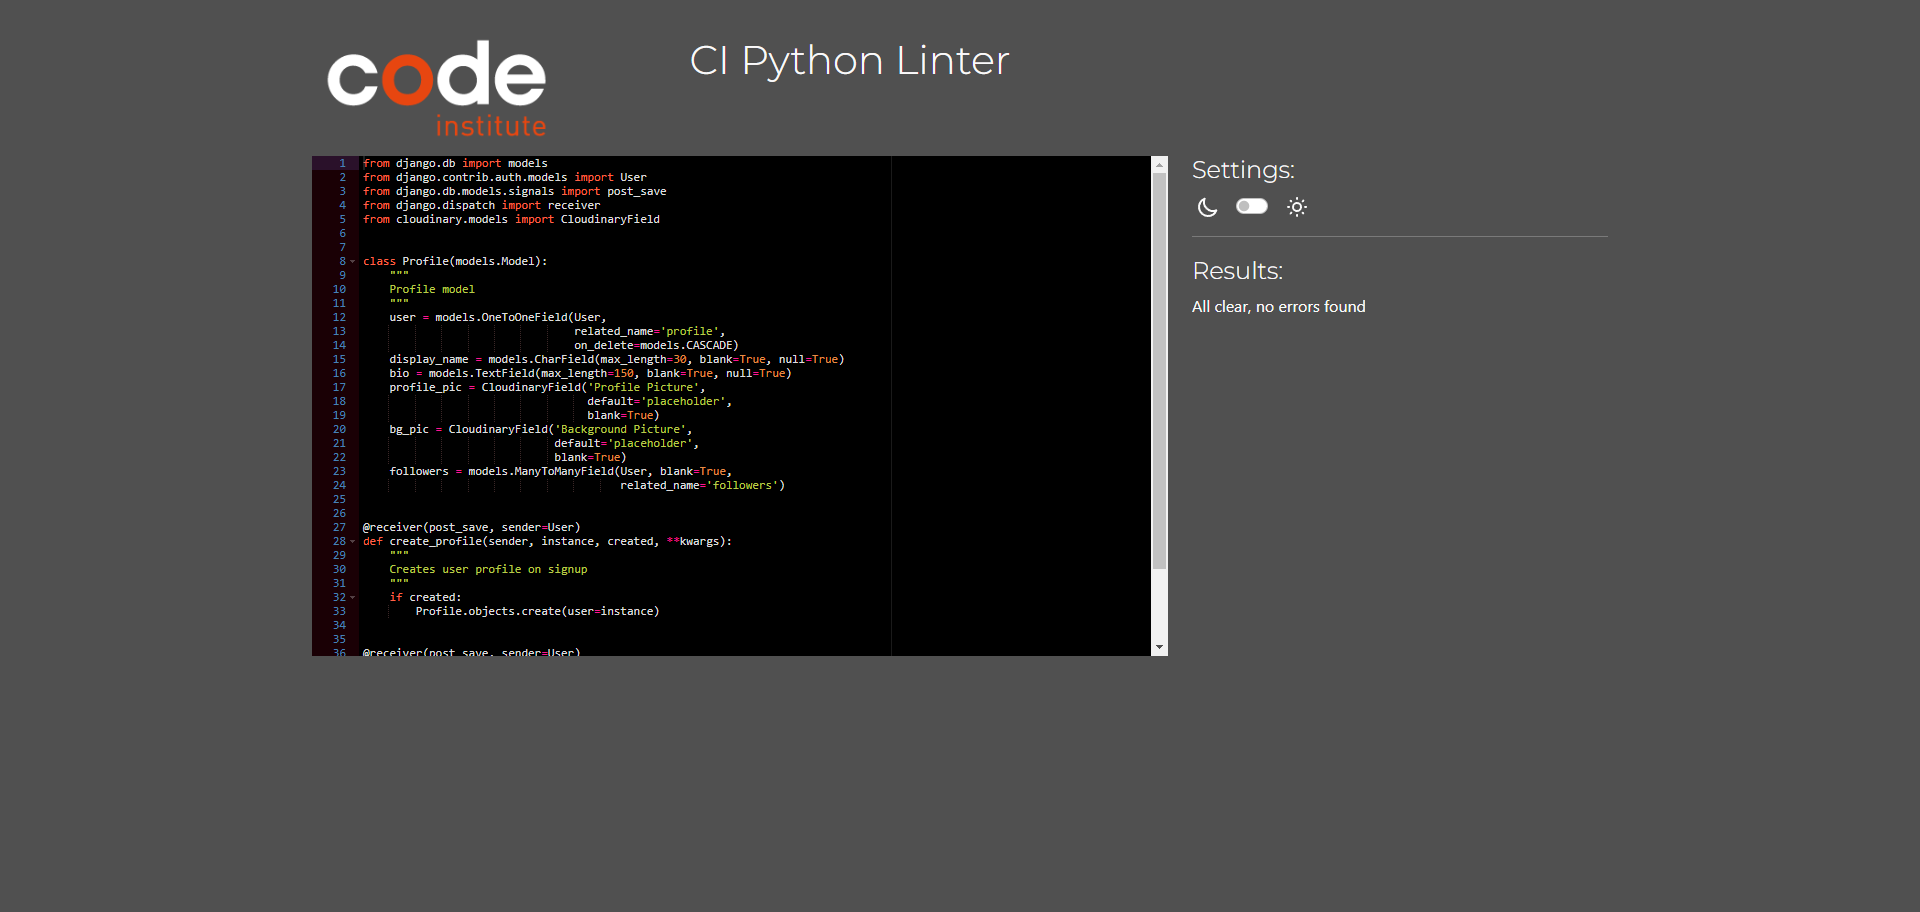 code
institute
CI Python Linter
1 from django.db import models
2 from django.contrib.auth.models import User
3 from django.db.models.signals import post_save
4 from django.dispatch import receiver
5 from cloudinary.models import CloudinaryField
6
7
8 class Profile(models.Model):
9     """
10     Profile model
11     """
12     user = models.OneToOneField(User,
13                                 related_name='profile',
14                                 on_delete=models.CASCADE)
15     display_name = models.CharField(max_length=30, blank=True, null=True)
16     bio = models.TextField(max_length=150, blank=True, null=True)
17     profile_pic = CloudinaryField('Profile Picture',
18                                   default='placeholder',
19                                   blank=True)
20     bg_pic = CloudinaryField('Background Picture',
21                              default='placeholder',
22                              blank=True)
23     followers = models.ManyToManyField(User, blank=True,
24                                        related_name='followers')
25
26
27 @receiver(post_save, sender=User)
28 def create_profile(sender, instance, created, **kwargs):
29     """
30     Creates user profile on signup
31     """
32     if created:
33         Profile.objects.create(user=instance)
34
35
36 @receiver(post_save, sender=User)
Settings:
Results:
All clear, no errors found